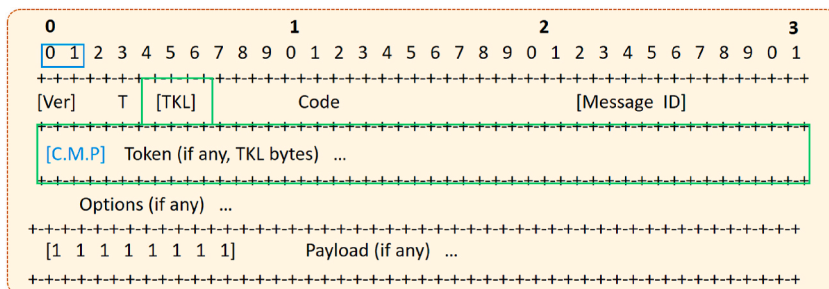 0 1 2 3
0 1 2 3 4 5 6 7 8 9 0 1 2 3 4 5 6 7 8 9 0 1 2 3 4 5 6 7 8 9 0 1
+-+-+-+-+-+-+-+-+-+-+-+-+-+-+-+-+-+-+-+-+-+-+-+-+-+-+-+-+-+-+-+-+
[Ver] T [TKL] Code [Message ID]
+-+-+-+-+-+-+-+-+-+-+-+-+-+-+-+-+-+-+-+-+-+-+-+-+-+-+-+-+-+-+-+-+
[C.M.P] Token (if any, TKL bytes) ...
+-+-+-+-+-+-+-+-+-+-+-+-+-+-+-+-+-+-+-+-+-+-+-+-+-+-+-+-+-+-+-+-+
Options (if any) ...
+-+-+-+-+-+-+-+-+-+-+-+-+-+-+-+-+-+-+-+-+-+-+-+-+-+-+-+-+-+-+-+-+
[1 1 1 1 1 1 1 1] Payload (if any) ...
+-+-+-+-+-+-+-+-+-+-+-+-+-+-+-+-+-+-+-+-+-+-+-+-+-+-+-+-+-+-+-+-+